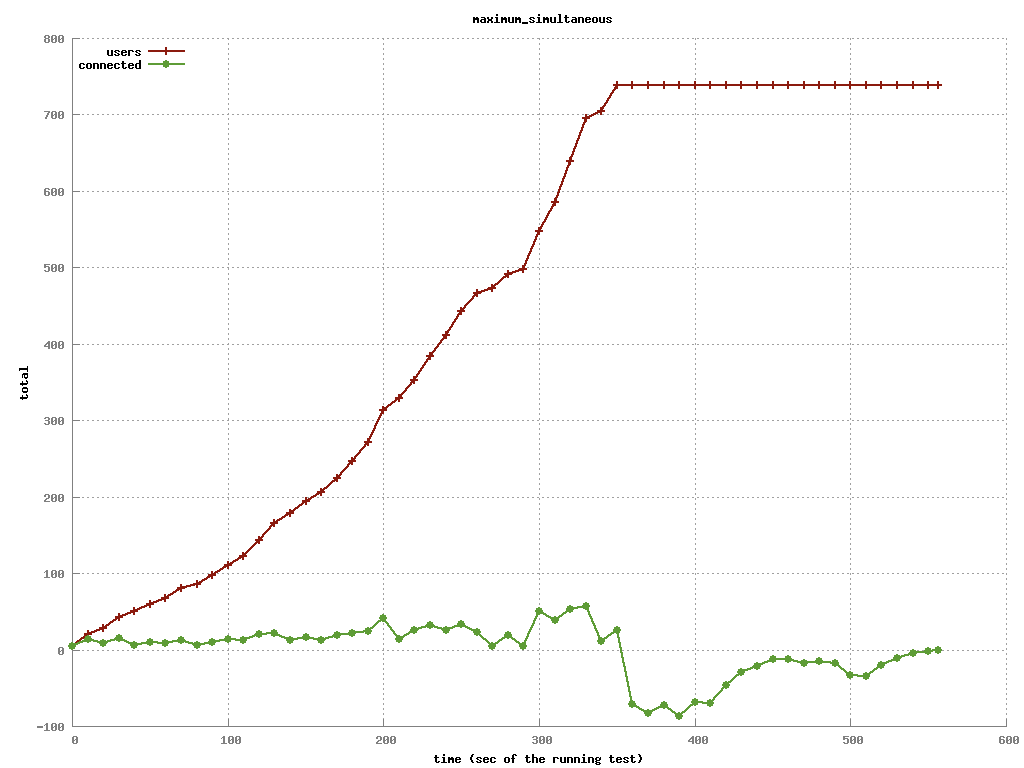 maximum_simultaneous
800
users
connected
700
600
500
400
total
300
200
100
0
-100
0 100 200 300 400 500 600
time (sec of the running test)